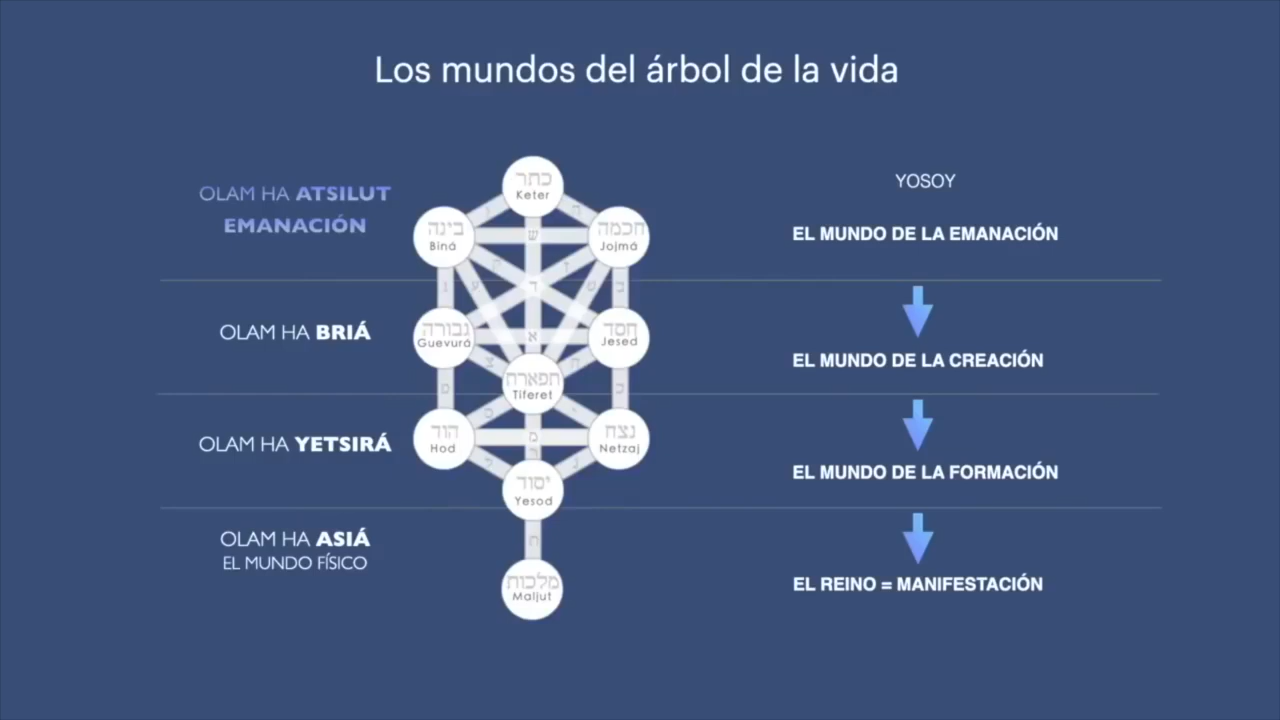 Los mundos del árbol de la vida
OLAM HA ATSILUT
EMANACIÓN
OLAM HA BRIÁ
OLAM HA YETSIRÁ
OLAM HA ASIÁ
EL MUNDO FÍSICO
כתר
Keter
בינה
Biná
חכמה
Jojmá
ש
ד
גבורה
Guevurá
חסד
Jesed
א
תפארת
Tiferet
הוד
Hod
נצח
Netzaj
יסוד
Yesod
ת
מלכות
Maljut
YOSOY
EL MUNDO DE LA EMANACIÓN
EL MUNDO DE LA CREACIÓN
EL MUNDO DE LA FORMACIÓN
EL REINO = MANIFESTACIÓN